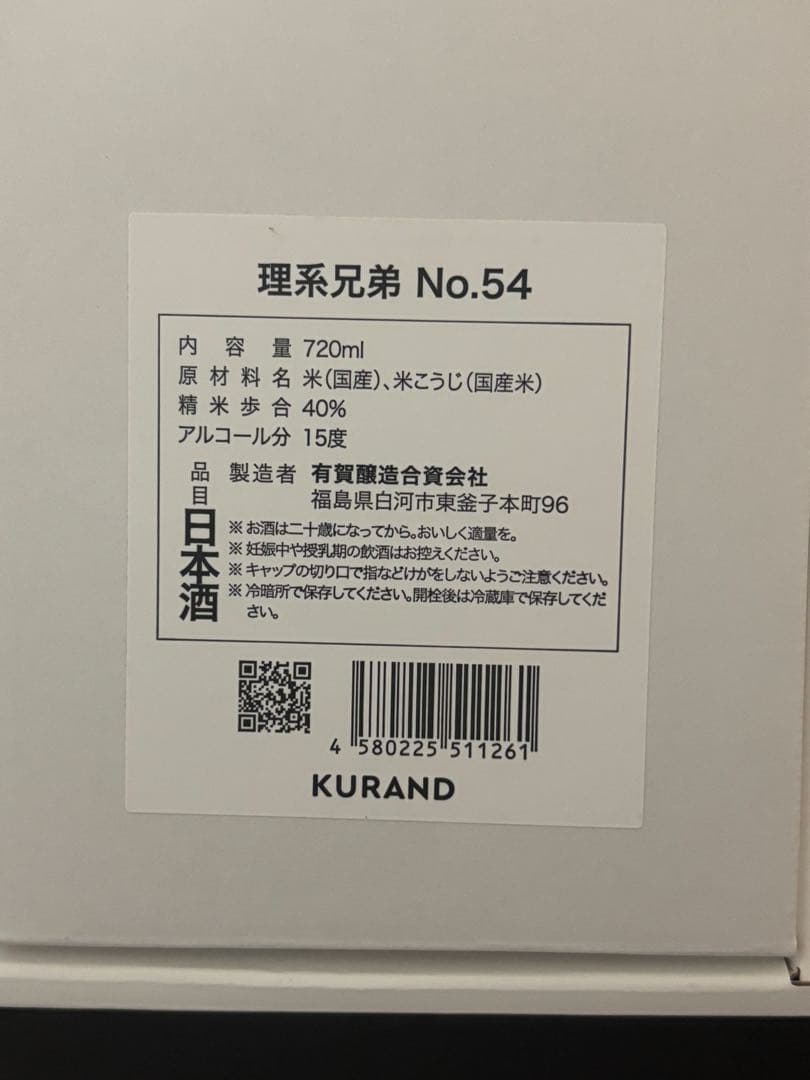 理系兄弟 No.54
内容量 720ml
原材料名 米(国産)、米こうじ(国産米)
精米歩合 40%
アルコール分 15度
品目 日本酒
製造者 有賀醸造合資会社
福島県白河市東釜子本町96
※お酒は二十歳になってから。おいしく適量を。
※妊娠中や授乳期の飲酒はお控えください。
※キャップの切り口で指などけがをしないようご注意ください。
※冷暗所で保存してください。開栓後は冷蔵庫で保存してくだ
さい。
4 580225 511261
KURAND